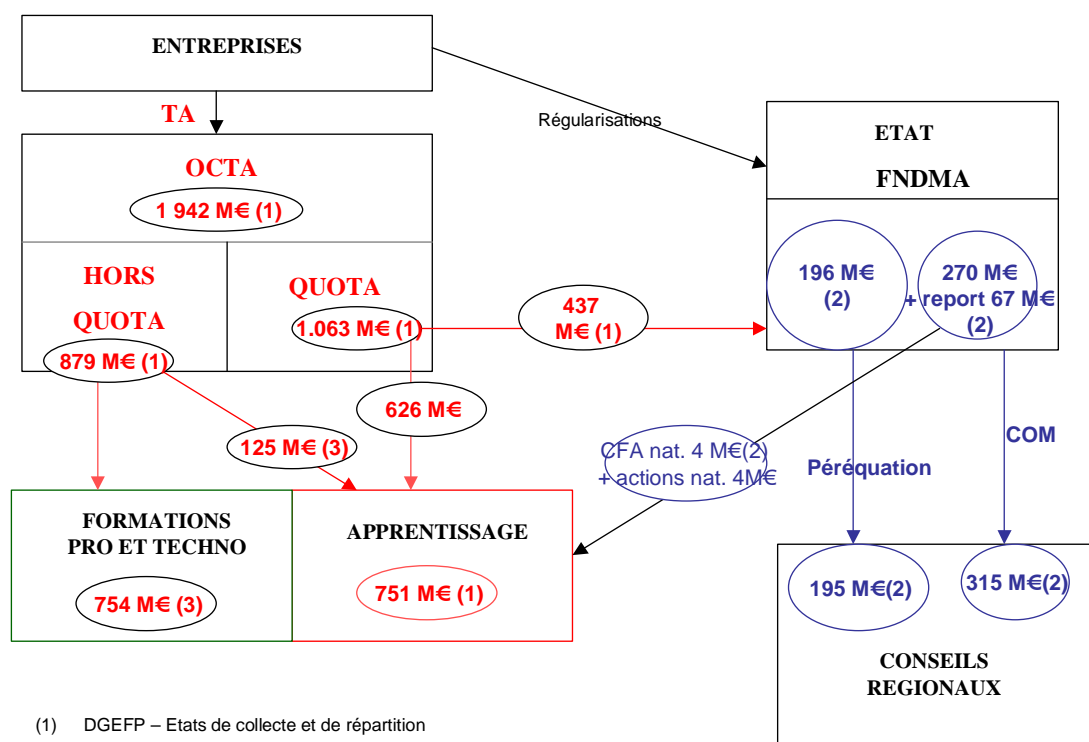 ENTREPRISES
TA
Régularisations
OCTA
1 942 M€ (1)
HORS
QUOTA
879 M€ (1)
QUOTA
1.063 M€ (1)
437
M€ (1)
ETAT
FNDMA
196 M€
(2)
270 M€
+ report 67 M€
(2)
626 M€
125 M€ (3)
CFA nat. 4 M€(2)
+ actions nat. 4M€
Péréquation
COM
FORMATIONS
PRO ET TECHNO
754 M€ (3)
APPRENTISSAGE
751 M€ (1)
195 M€(2)
315 M€(2)
CONSEILS
REGIONAUX
(1) DGEFP – Etats de collecte et de répartition